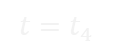 t = t₄